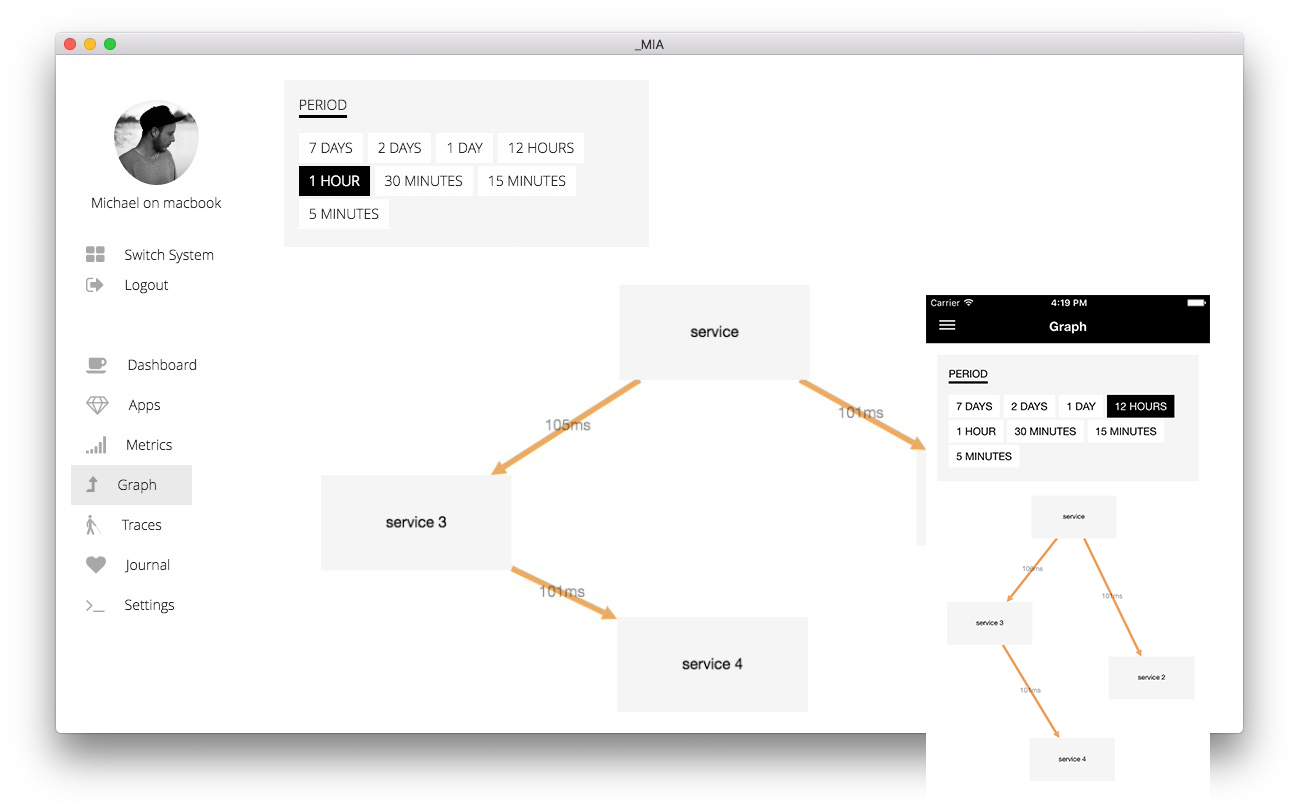 _MIA
Michael on macbook
Switch System
Logout
Dashboard
Apps
Metrics
Graph
Traces
Journal
Settings
PERIOD
7 DAYS 2 DAYS 1 DAY 12 HOURS
1 HOUR 30 MINUTES 15 MINUTES
5 MINUTES
service
105ms
101ms
service 3
101ms
service 4
Carrier 4:19 PM
Graph
PERIOD
7 DAYS 2 DAYS 1 DAY 12 HOURS
1 HOUR 30 MINUTES 15 MINUTES
5 MINUTES
service
101ms
service 3
service 2
101ms
service 4